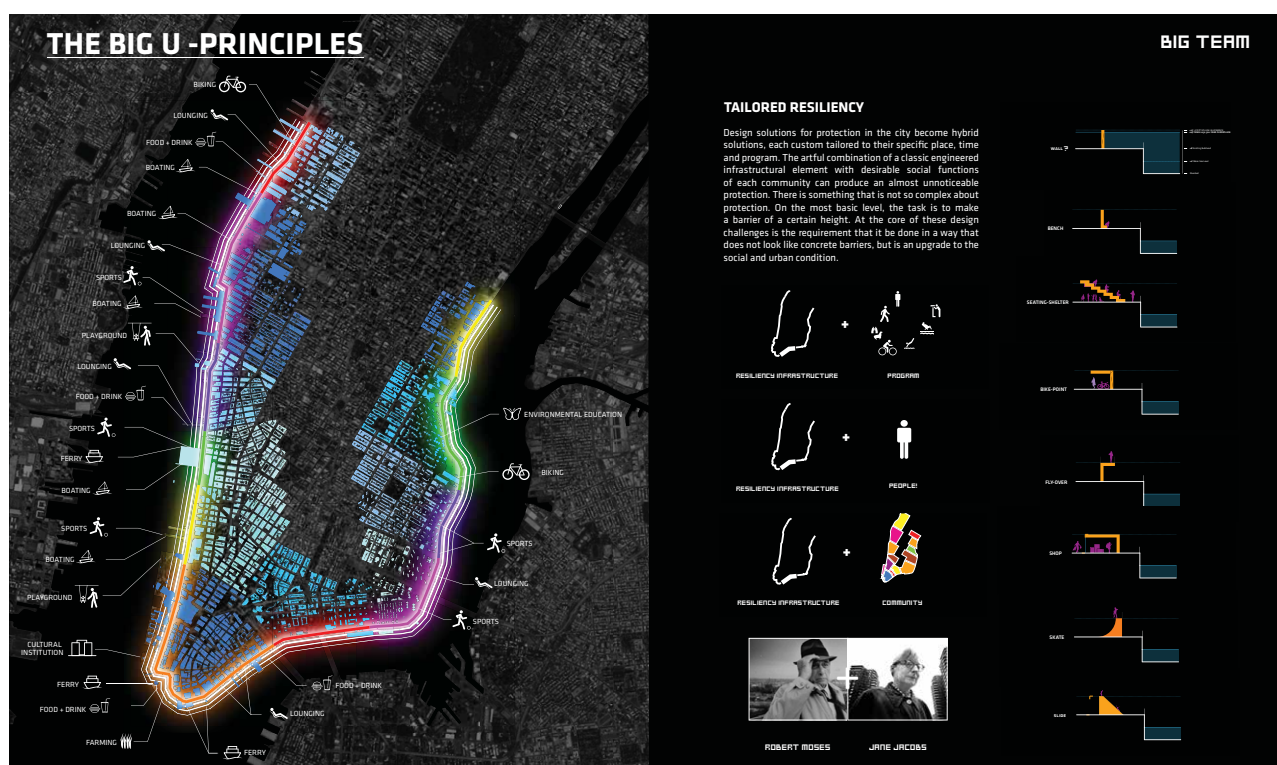 THE BIG U -PRINCIPLES
BIKING
LOUNGING
FOOD + DRINK
BOATING
BOATING
LOUNGING
SPORTS
BOATING
PLAYGROUND
LOUNGING
FOOD + DRINK
SPORTS
FERRY
BOATING
SPORTS
BOATING
PLAYGROUND
CULTURAL
INSTITUTION
FERRY
FOOD + DRINK
FARMING
FERRY
LOUNGING
FOOD + DRINK
ENVIRONMENTAL EDUCATION
BIKING
SPORTS
LOUNGING
SPORTS
BIG TEAM
TAILORED RESILIENCY
Design solutions for protection in the city become hybrid
solutions, each custom tailored to their specific place, time
and program. The artful combination of a classic engineered
infrastructural element with desirable social functions
of each community can produce an almost unnoticeable
protection. There is something that is not so complex about
protection. On the most basic level, the task is to make
a barrier of a certain height. At the core of these design
challenges is the requirement that it be done in a way that
does not look like concrete barriers, but is an upgrade to the
social and urban condition.
+
RESILIENCY INFRASTRUCTURE
PROGRAM
+
RESILIENCY INFRASTRUCTURE
PEOPLE!
+
RESILIENCY INFRASTRUCTURE
COMMUNITY
+
ROBERT MOSES
JANE JACOBS
WALL?
BENCH
SEATING-SHELTER
BIKE-POINT
FLY-OVER
SHOP
SKATE
SLIDE